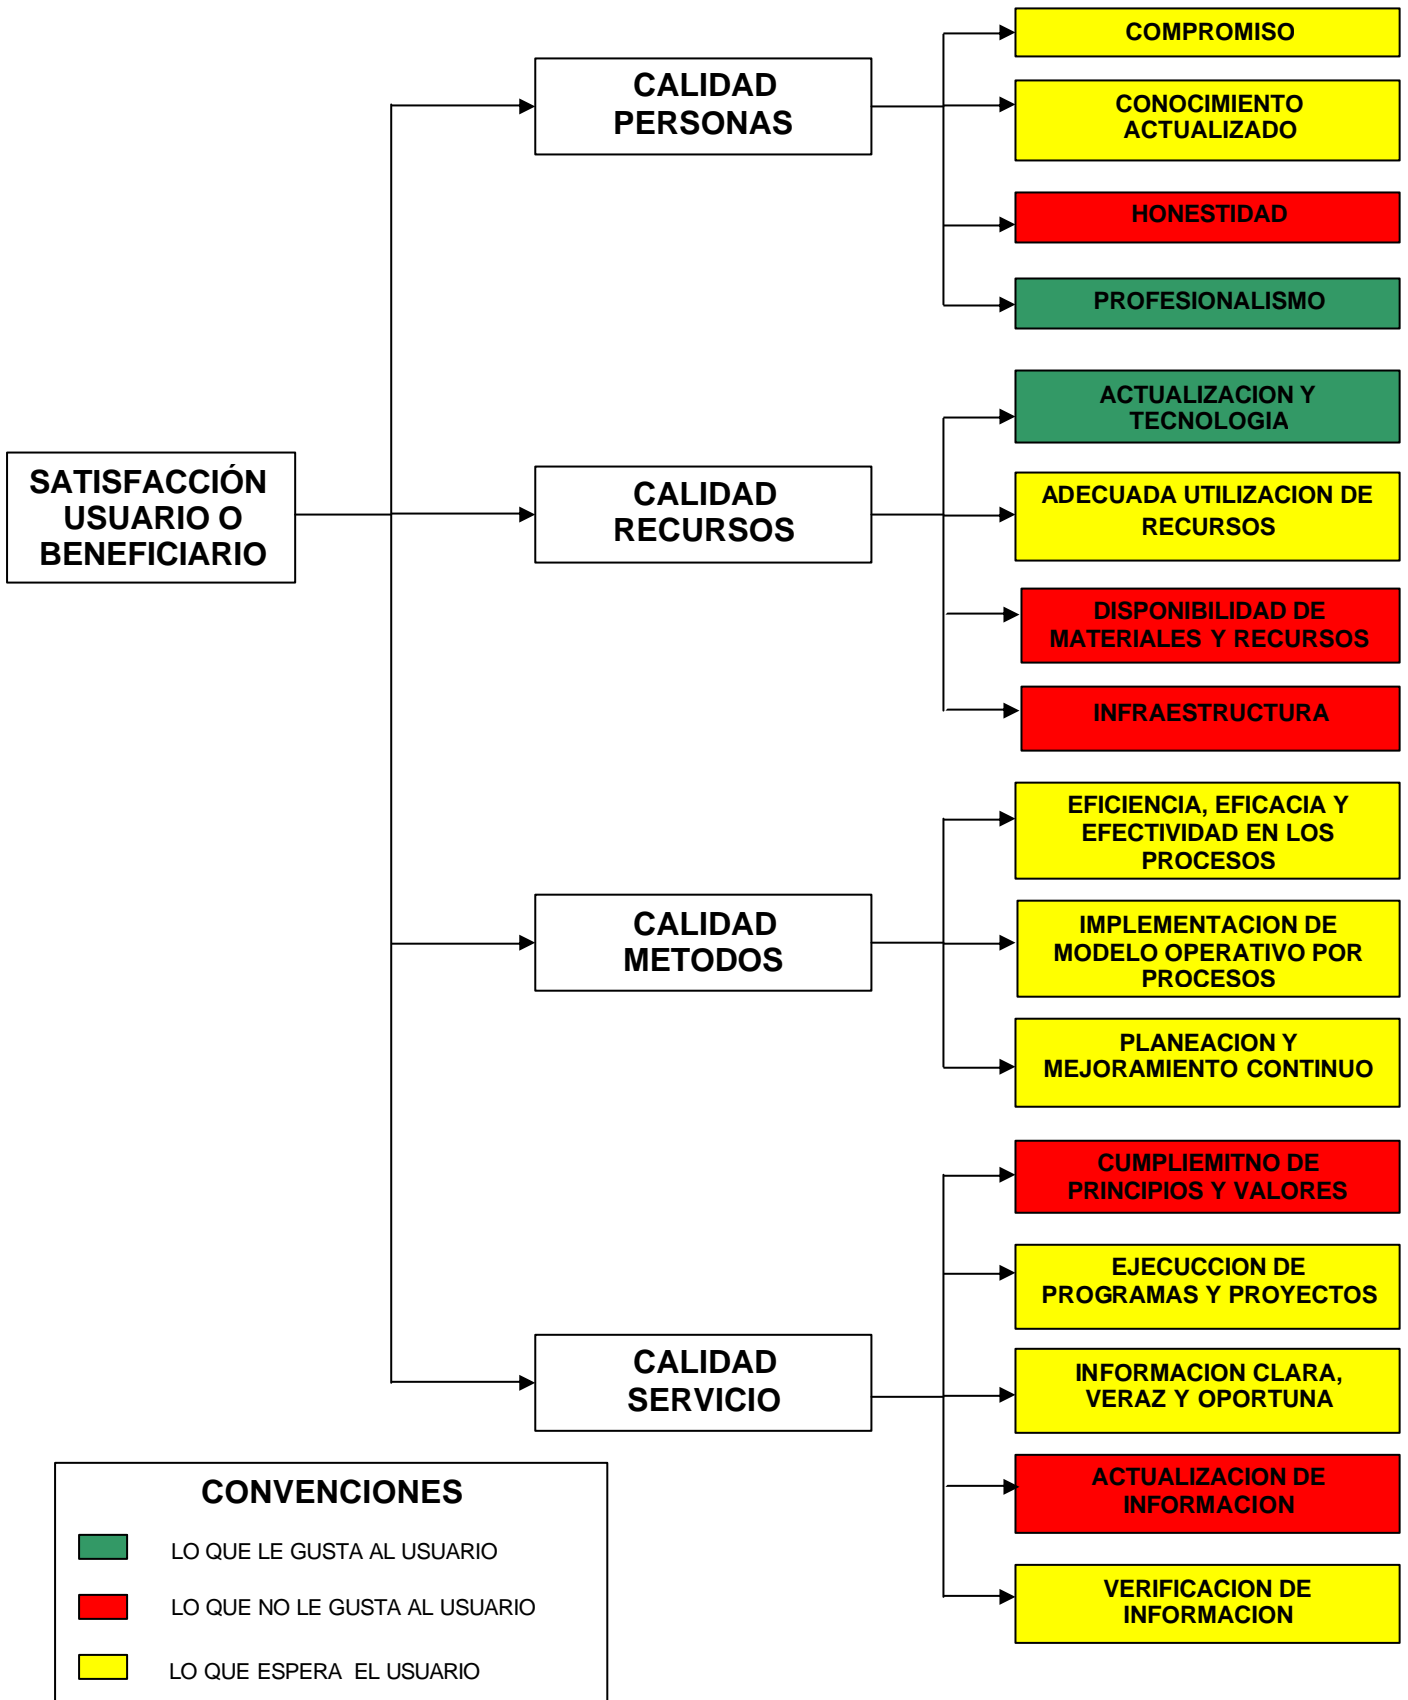 SATISFACCIÓN
USUARIO O
BENEFICIARIO
CALIDAD
PERSONAS
COMPROMISO
CONOCIMIENTO
ACTUALIZADO
HONESTIDAD
PROFESIONALISMO
CALIDAD
RECURSOS
ACTUALIZACION Y
TECNOLOGIA
ADECUADA UTILIZACION DE
RECURSOS
DISPONIBILIDAD DE
MATERIALES Y RECURSOS
INFRAESTRUCTURA
CALIDAD
METODOS
EFICIENCIA, EFICACIA Y
EFECTIVIDAD EN LOS
PROCESOS
IMPLEMENTACION DE
MODELO OPERATIVO POR
PROCESOS
PLANEACION Y
MEJORAMIENTO CONTINUO
CALIDAD
SERVICIO
CUMPLIEMITNO DE
PRINCIPIOS Y VALORES
EJECUCCION DE
PROGRAMAS Y PROYECTOS
INFORMACION CLARA,
VERAZ Y OPORTUNA
ACTUALIZACION DE
INFORMACION
VERIFICACION DE
INFORMACION
CONVENCIONES
LO QUE LE GUSTA AL USUARIO
LO QUE NO LE GUSTA AL USUARIO
LO QUE ESPERA EL USUARIO